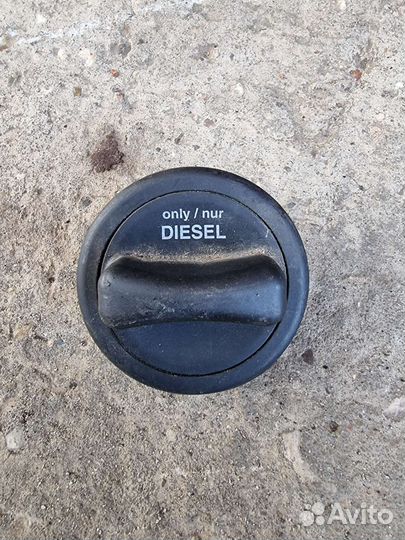 only / nur
DIESEL
Avito